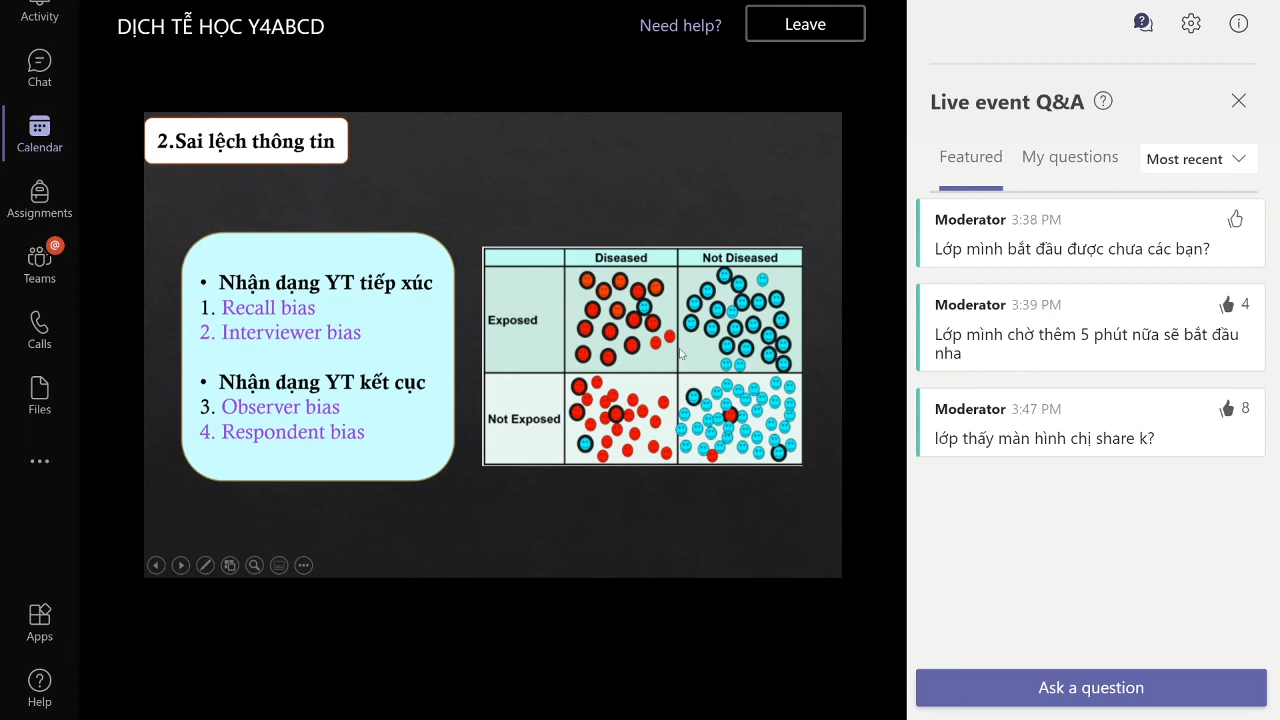 Activity
Chat
Calendar
Assignments
@
Teams
Calls
Files
Apps
Help
DỊCH TỄ HỌC Y4ABCD
Need help?
Leave
2.Sai lệch thông tin
• Nhận dạng YT tiếp xúc
1. Recall bias
2. Interviewer bias
• Nhận dạng YT kết cục
3. Observer bias
4. Respondent bias
Diseased Not Diseased
Exposed
Not Exposed
Live event Q&A
Featured My questions Most recent
Moderator 3:38 PM
Lớp mình bắt đầu được chưa các bạn?
Moderator 3:39 PM 4
Lớp mình chờ thêm 5 phút nữa sẽ bắt đầu
nha
Moderator 3:47 PM 8
lớp thấy màn hình chị share k?
Ask a question